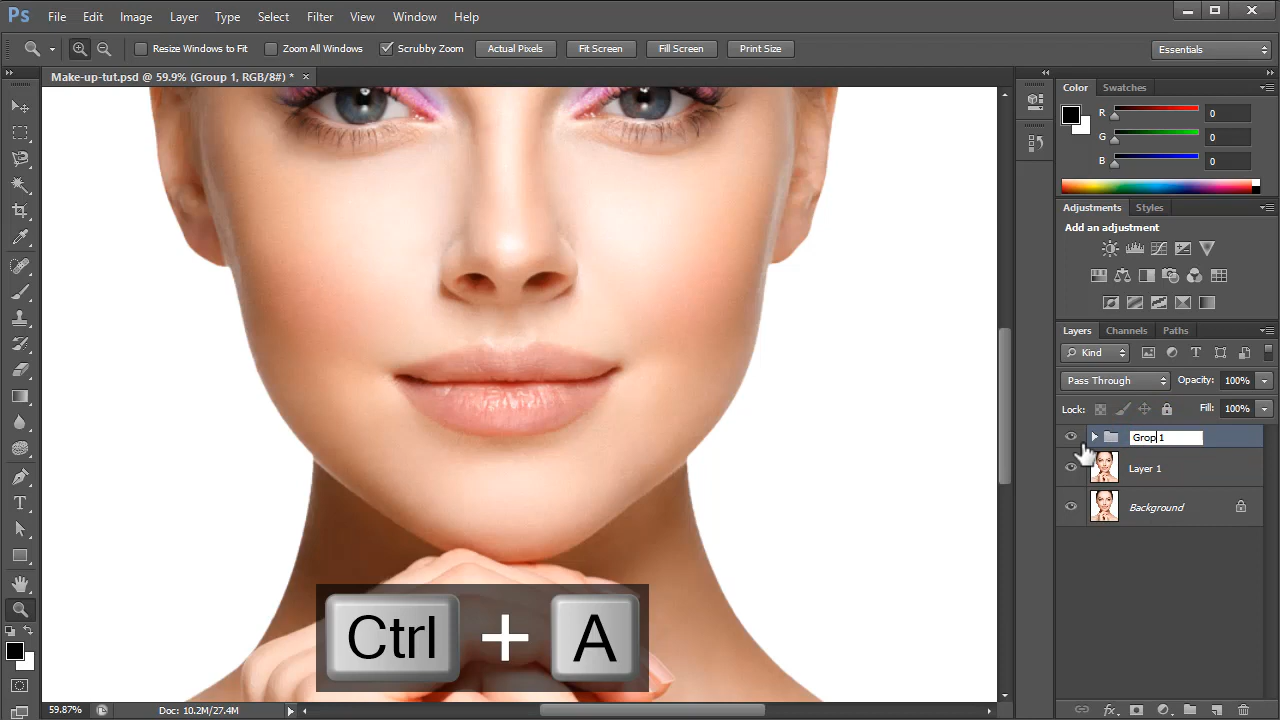 Ps File Edit Image Layer Type Select Filter View Window Help
Resize Windows to Fit Zoom All Windows Scrubby Zoom Actual Pixels Fit Screen Fill Screen Print Size Essentials
Make-up-tut.psd @ 59.9% (Group 1, RGB/8#) * ×
Color Swatches
R 0
G 0
B 0
Adjustments Styles
Add an adjustment
Layers Channels Paths
Kind T
Pass Through Opacity: 100%
Lock: Fill: 100%
Grop 1
Layer 1
Background
Ctrl + A
59.87% Doc: 10.2M/27.4M fx